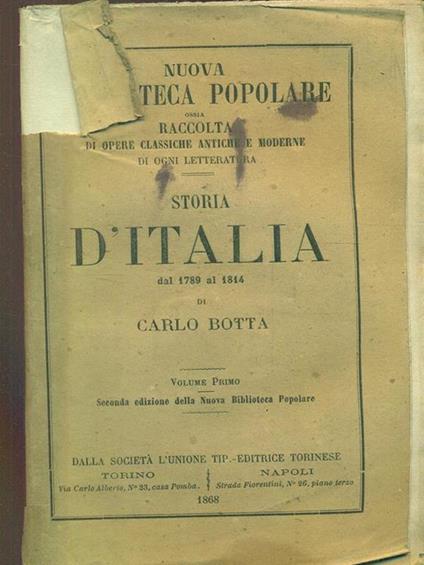 NUOVA
TECA POPOLARE
OSSIA
RACCOLTA
DI OPERE CLASSICHE ANTICHE E MODERNE
DI OGNI LETTERATURA
STORIA
D'ITALIA
dal 1789 al 1814
DI
CARLO BOTTA
VOLUME PRIMO
Seconda edizione della Nuova Biblioteca Popolare
DALLA SOCIETÀ L'UNIONE TIP.-EDITRICE TORINESE
TORINO NAPOLI
Via Carlo Alberto, N° 23, casa Pomba. Strada Fiorentini, N° 26, piano terzo
1868